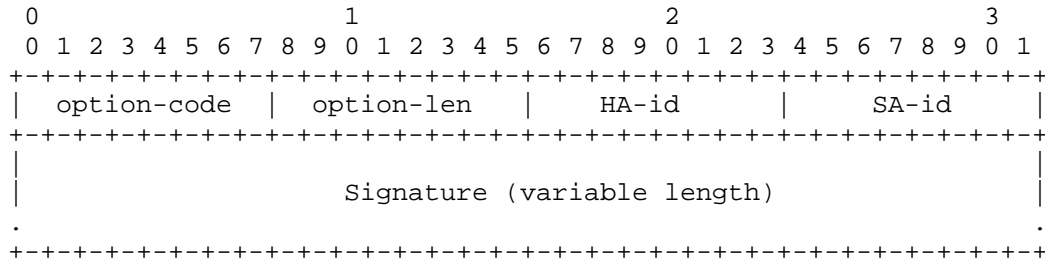 0                   1                   2                   3
 0 1 2 3 4 5 6 7 8 9 0 1 2 3 4 5 6 7 8 9 0 1 2 3 4 5 6 7 8 9 0 1
+-+-+-+-+-+-+-+-+-+-+-+-+-+-+-+-+-+-+-+-+-+-+-+-+-+-+-+-+-+-+-+-+
|  option-code  |  option-len   |    HA-id      |     SA-id     |
+-+-+-+-+-+-+-+-+-+-+-+-+-+-+-+-+-+-+-+-+-+-+-+-+-+-+-+-+-+-+-+-+
|                                                               |
|                    Signature (variable length)                |
.                                                               .
+-+-+-+-+-+-+-+-+-+-+-+-+-+-+-+-+-+-+-+-+-+-+-+-+-+-+-+-+-+-+-+-+